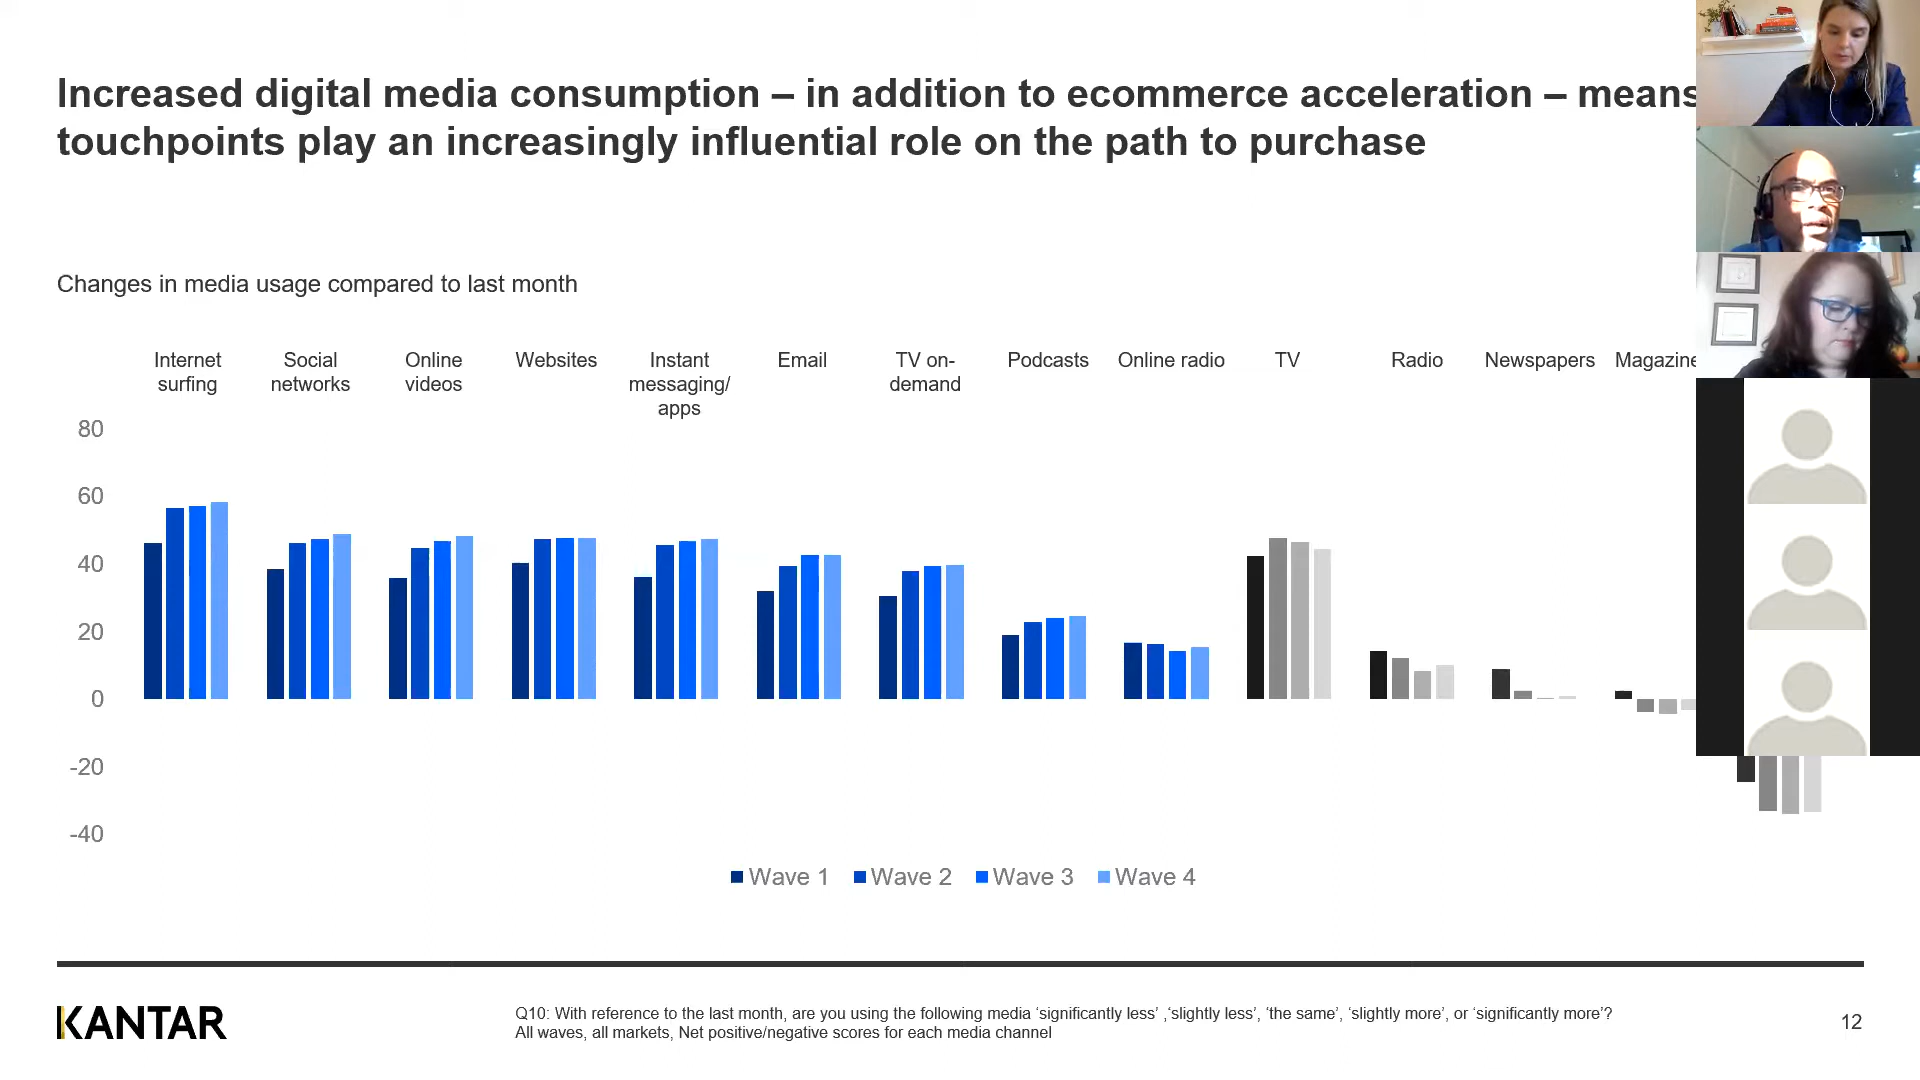 Increased digital media consumption – in addition to ecommerce acceleration – means
touchpoints play an increasingly influential role on the path to purchase
Changes in media usage compared to last month
Internet surfing
Social networks
Online videos
Websites
Instant messaging/ apps
Email
TV on-demand
Podcasts
Online radio
TV
Radio
Newspapers
Magazine
80
60
40
20
0
-20
-40
Wave 1 Wave 2 Wave 3 Wave 4
KANTAR
Q10: With reference to the last month, are you using the following media ‘significantly less’ ,‘slightly less’, ‘the same’, ‘slightly more’, or ‘significantly more’?
All waves, all markets, Net positive/negative scores for each media channel
12